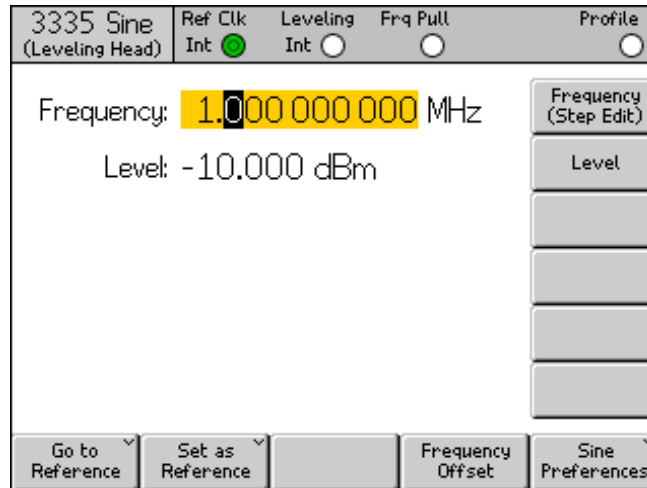 3335 Sine
(Leveling Head)
Ref Clk
Int
Leveling
Int
Frq Pull
Profile
Frequency: 1.000 000 000 MHz
Level: -10.000 dBm
Frequency
(Step Edit)
Level
Go to
Reference
Set as
Reference
Frequency
Offset
Sine
Preferences